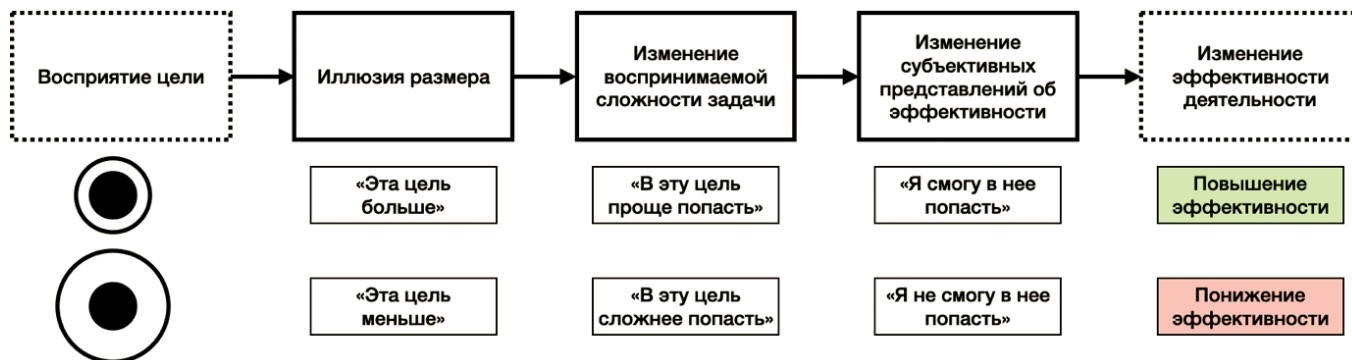 Восприятие цели
Иллюзия размера
Изменение
воспринимаемой
сложности задачи
Изменение
субъективных
представлений об
эффективности
Изменение
эффективности
деятельности
«Эта цель
больше»
«В эту цель
проще попасть»
«Я смогу в нее
попасть»
Повышение
эффективности
«Эта цель
меньше»
«В эту цель
сложнее попасть»
«Я не смогу в нее
попасть»
Понижение
эффективности